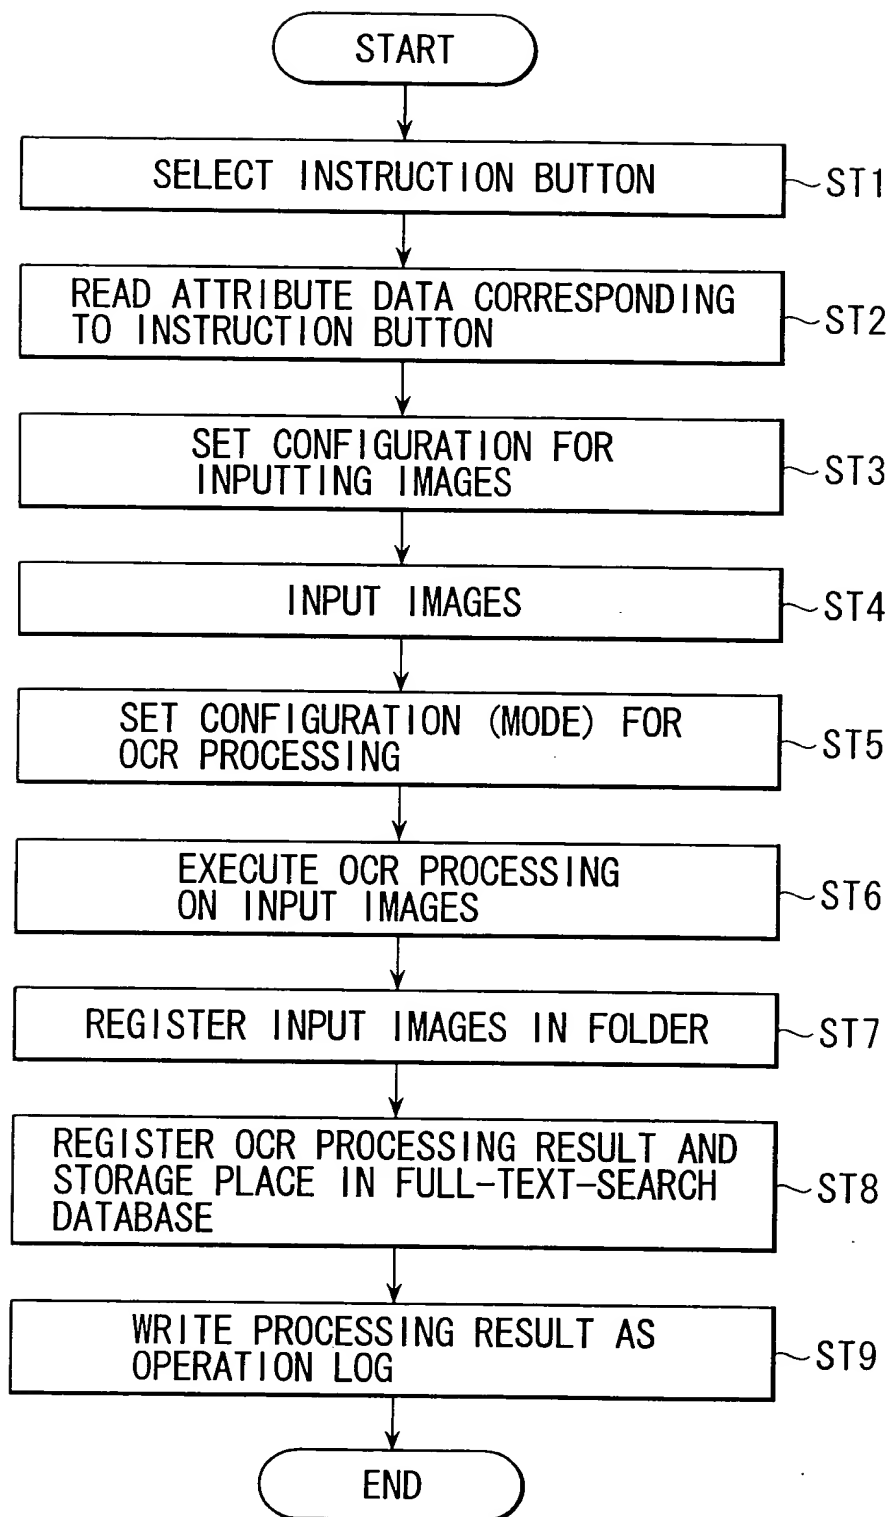 START
SELECT INSTRUCTION BUTTON
ST1
READ ATTRIBUTE DATA CORRESPONDING
TO INSTRUCTION BUTTON
ST2
SET CONFIGURATION FOR
INPUTTING IMAGES
ST3
INPUT IMAGES
ST4
SET CONFIGURATION (MODE) FOR
OCR PROCESSING
ST5
EXECUTE OCR PROCESSING
ON INPUT IMAGES
ST6
REGISTER INPUT IMAGES IN FOLDER
ST7
REGISTER OCR PROCESSING RESULT AND
STORAGE PLACE IN FULL-TEXT-SEARCH
DATABASE
ST8
WRITE PROCESSING RESULT AS
OPERATION LOG
ST9
END